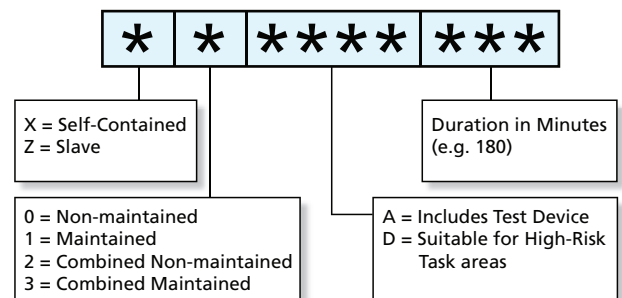 * * **** ***
X = Self-Contained
Z = Slave
Duration in Minutes
(e.g. 180)
0 = Non-maintained
1 = Maintained
2 = Combined Non-maintained
3 = Combined Maintained
A = Includes Test Device
D = Suitable for High-Risk
Task areas